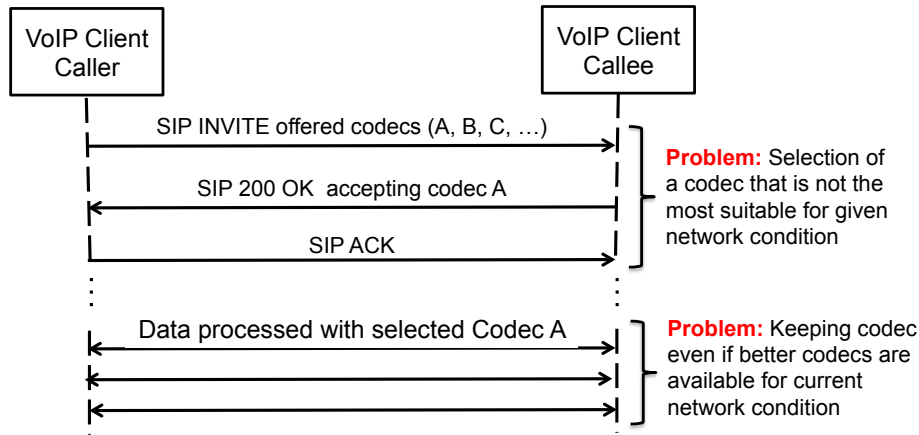 VoIP Client
Caller
VoIP Client
Callee
SIP INVITE offered codecs (A, B, C, …)
SIP 200 OK  accepting codec A
SIP ACK
Problem: Selection of
a codec that is not the
most suitable for given
network condition
Data processed with selected Codec A
Problem: Keeping codec
even if better codecs are
available for current
network condition